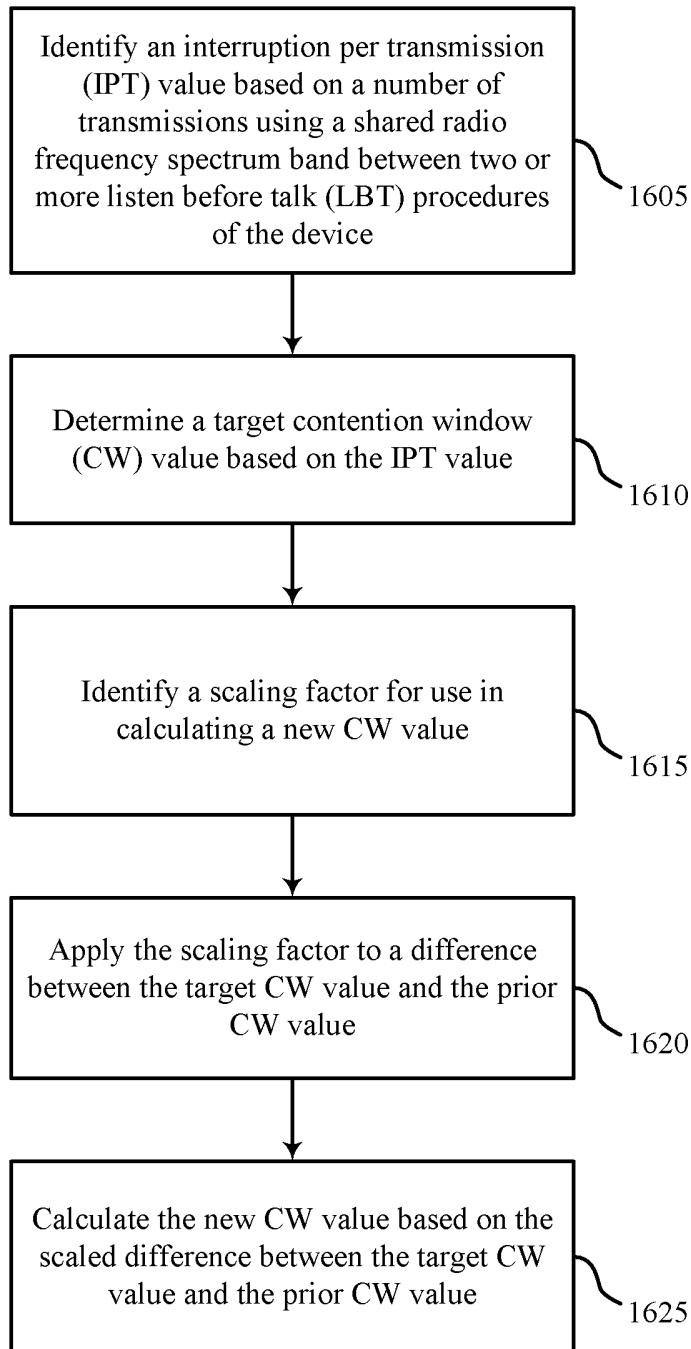 Identify an interruption per transmission
(IPT) value based on a number of
transmissions using a shared radio
frequency spectrum band between two or
more listen before talk (LBT) procedures
of the device
1605
Determine a target contention window
(CW) value based on the IPT value
1610
Identify a scaling factor for use in
calculating a new CW value
1615
Apply the scaling factor to a difference
between the target CW value and the prior
CW value
1620
Calculate the new CW value based on the
scaled difference between the target CW
value and the prior CW value
1625